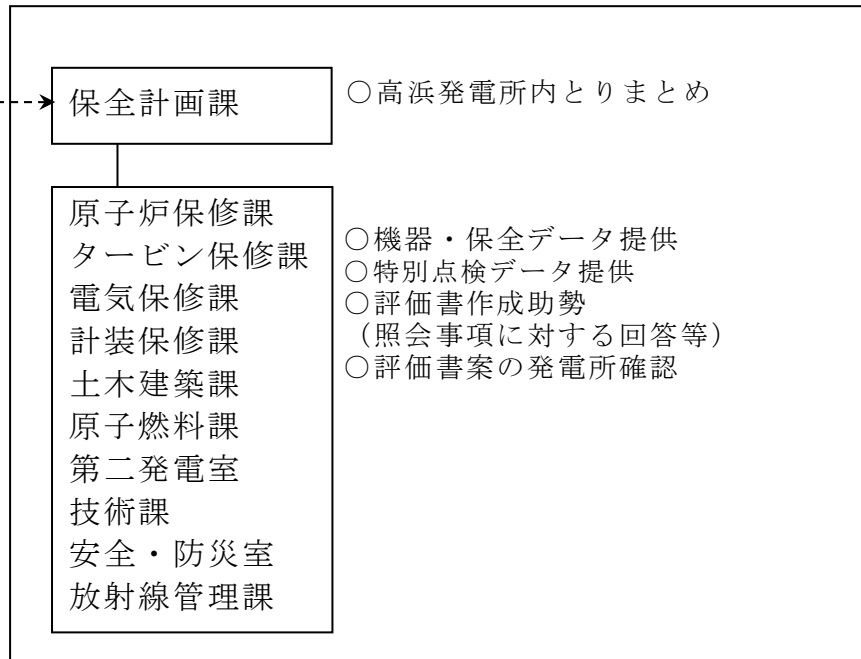 保全計画課
○高浜発電所内とりまとめ
原子炉保修課
タービン保修課
電気保修課
計装保修課
土木建築課
原子燃料課
第二発電室
技術課
安全・防災室
放射線管理課
○機器・保全データ提供
○特別点検データ提供
○評価書作成助勢
（照会事項に対する回答等）
○評価書案の発電所確認